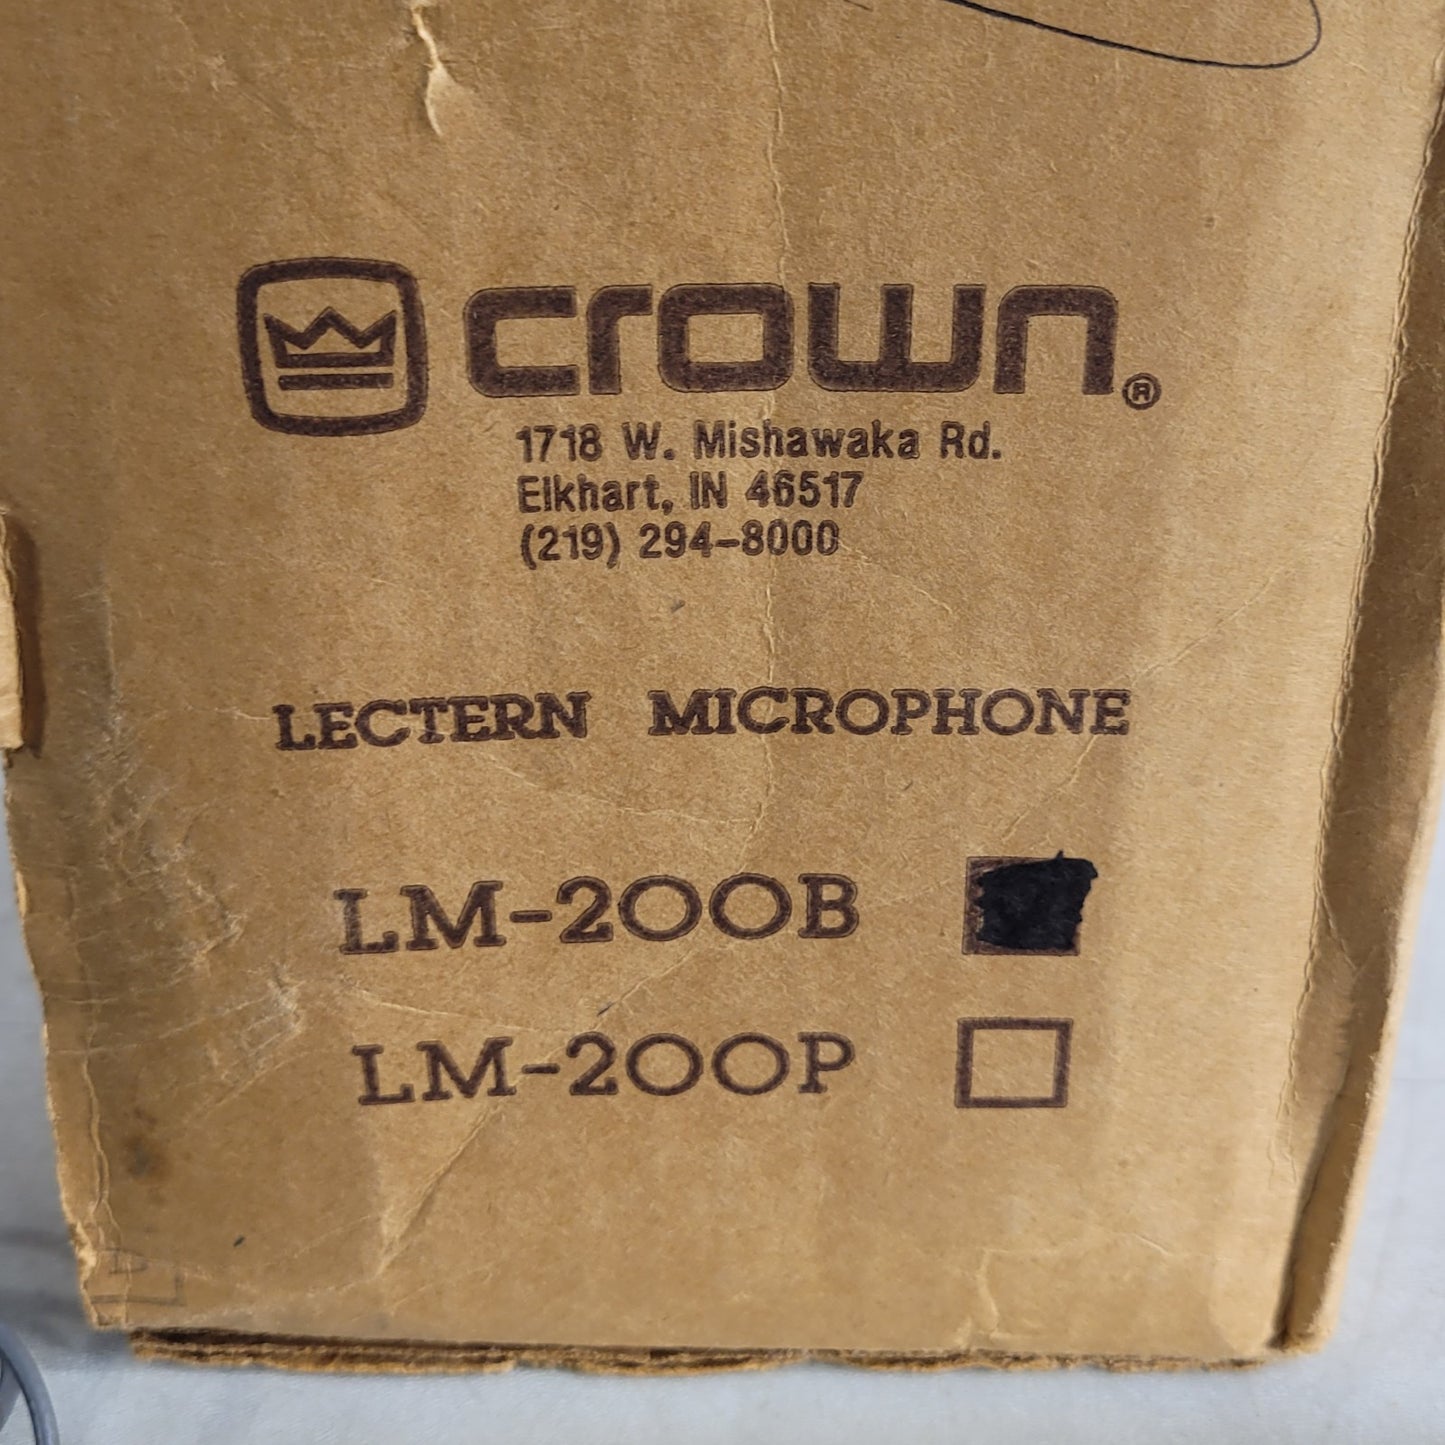 crown®
1718 W. Mishawaka Rd.
Elkhart, IN 46517
(219) 294-8000
LECTERN MICROPHONE
LM-200B
LM-200P